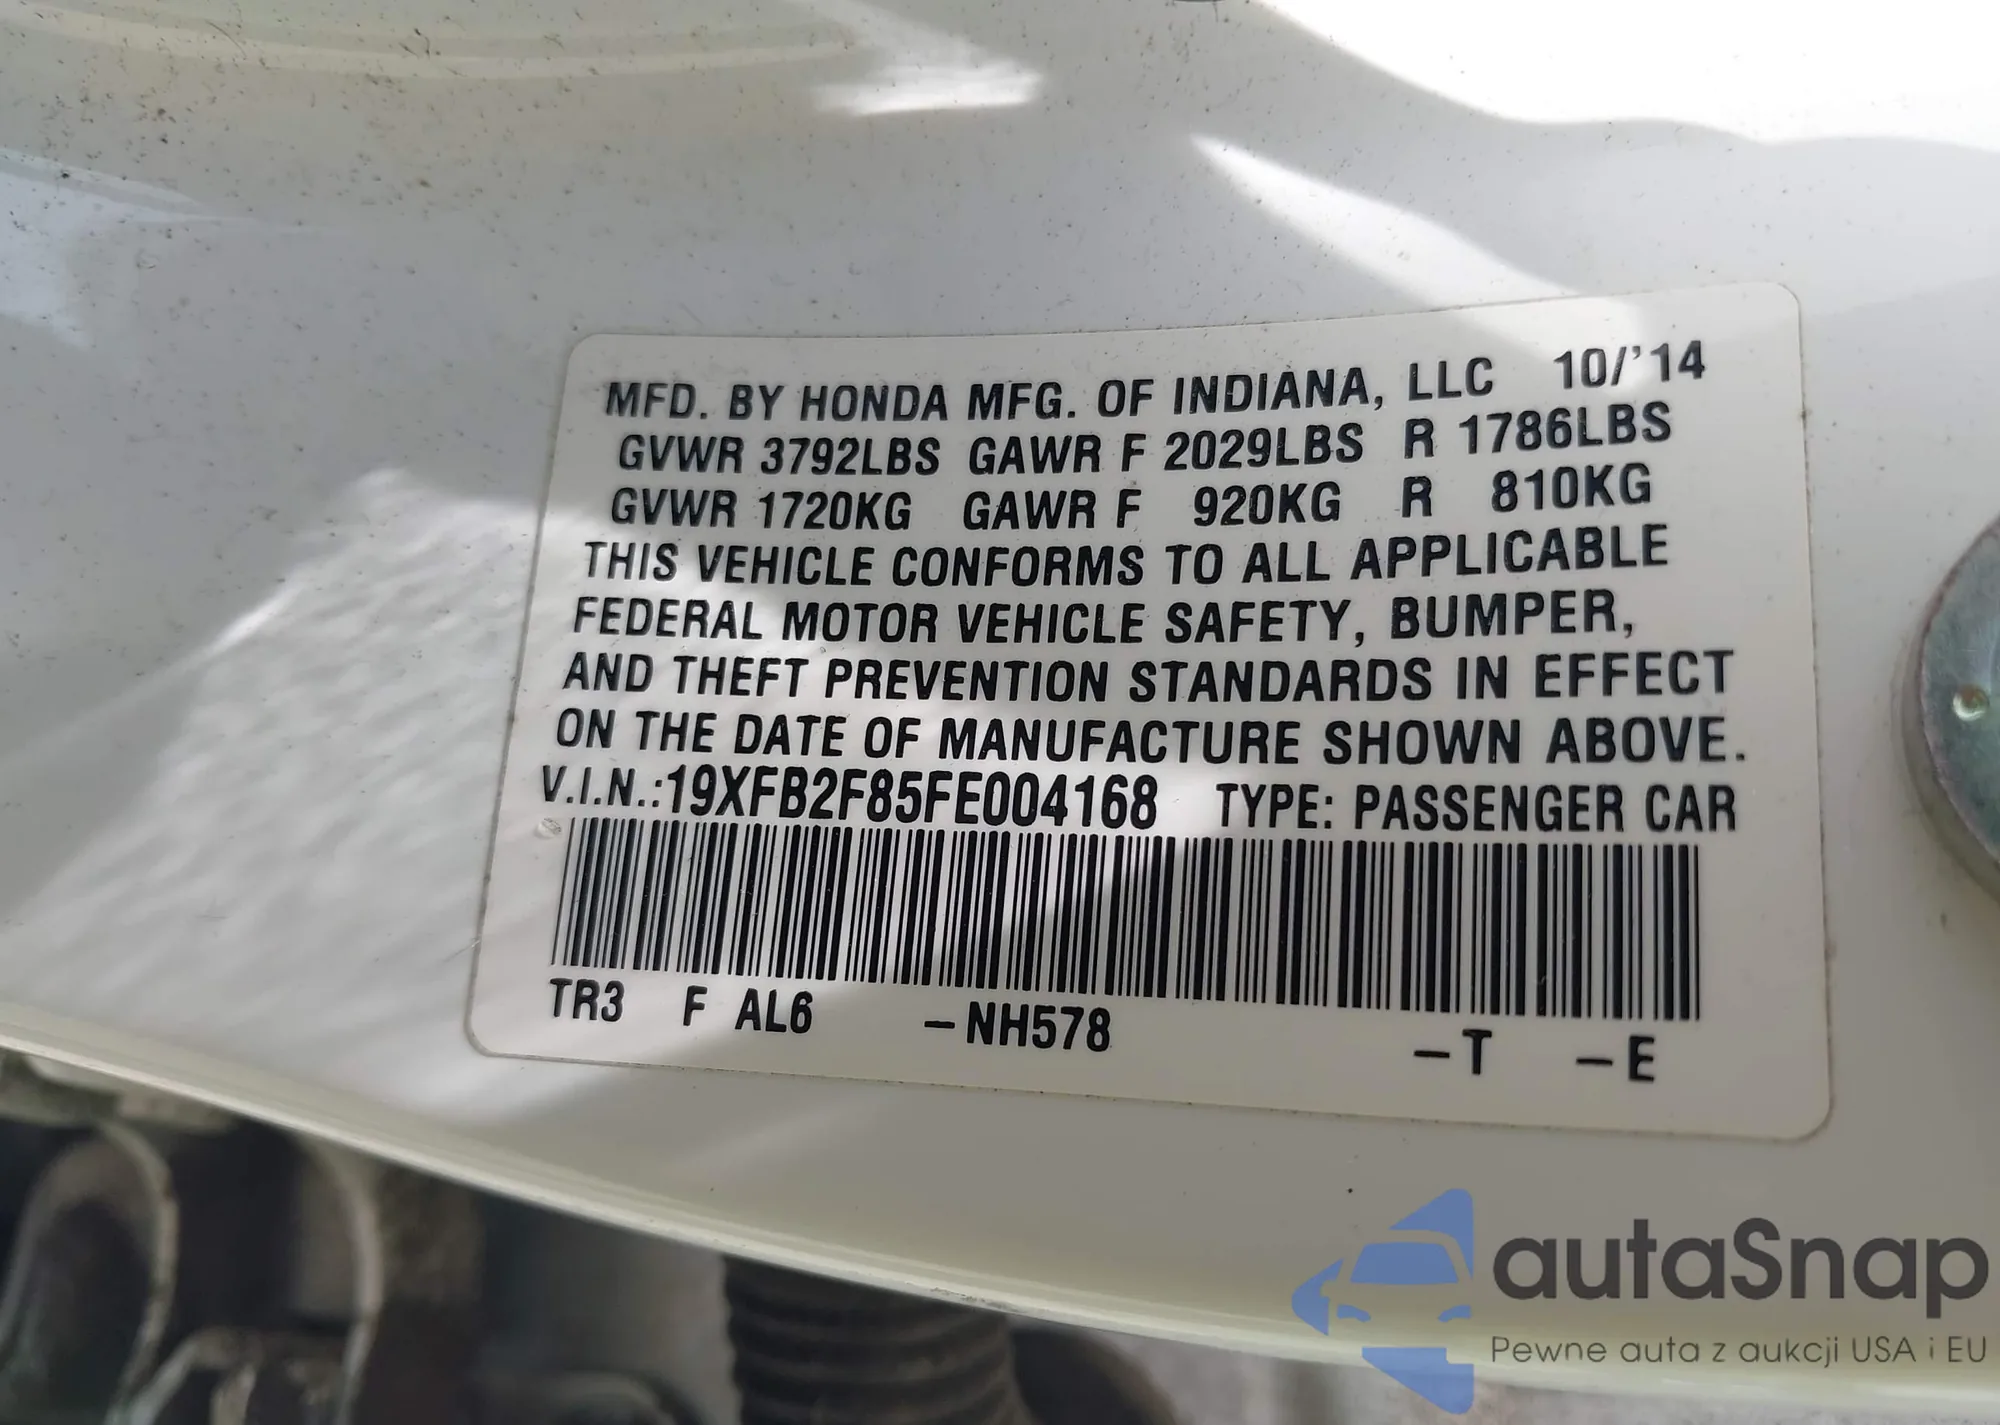 MFD. BY HONDA MFG. OF INDIANA, LLC 10/'14
GVWR 3792LBS GAWR F 2029LBS R 1786LBS
GVWR 1720KG GAWR F 920KG R 810KG
THIS VEHICLE CONFORMS TO ALL APPLICABLE
FEDERAL MOTOR VEHICLE SAFETY, BUMPER,
AND THEFT PREVENTION STANDARDS IN EFFECT
ON THE DATE OF MANUFACTURE SHOWN ABOVE.
V.I.N.:19XFB2F85FE004168 TYPE: PASSENGER CAR
TR3 F AL6 -NH578 -T -E
autaSnap
Pewne auta z aukcji USA i EU